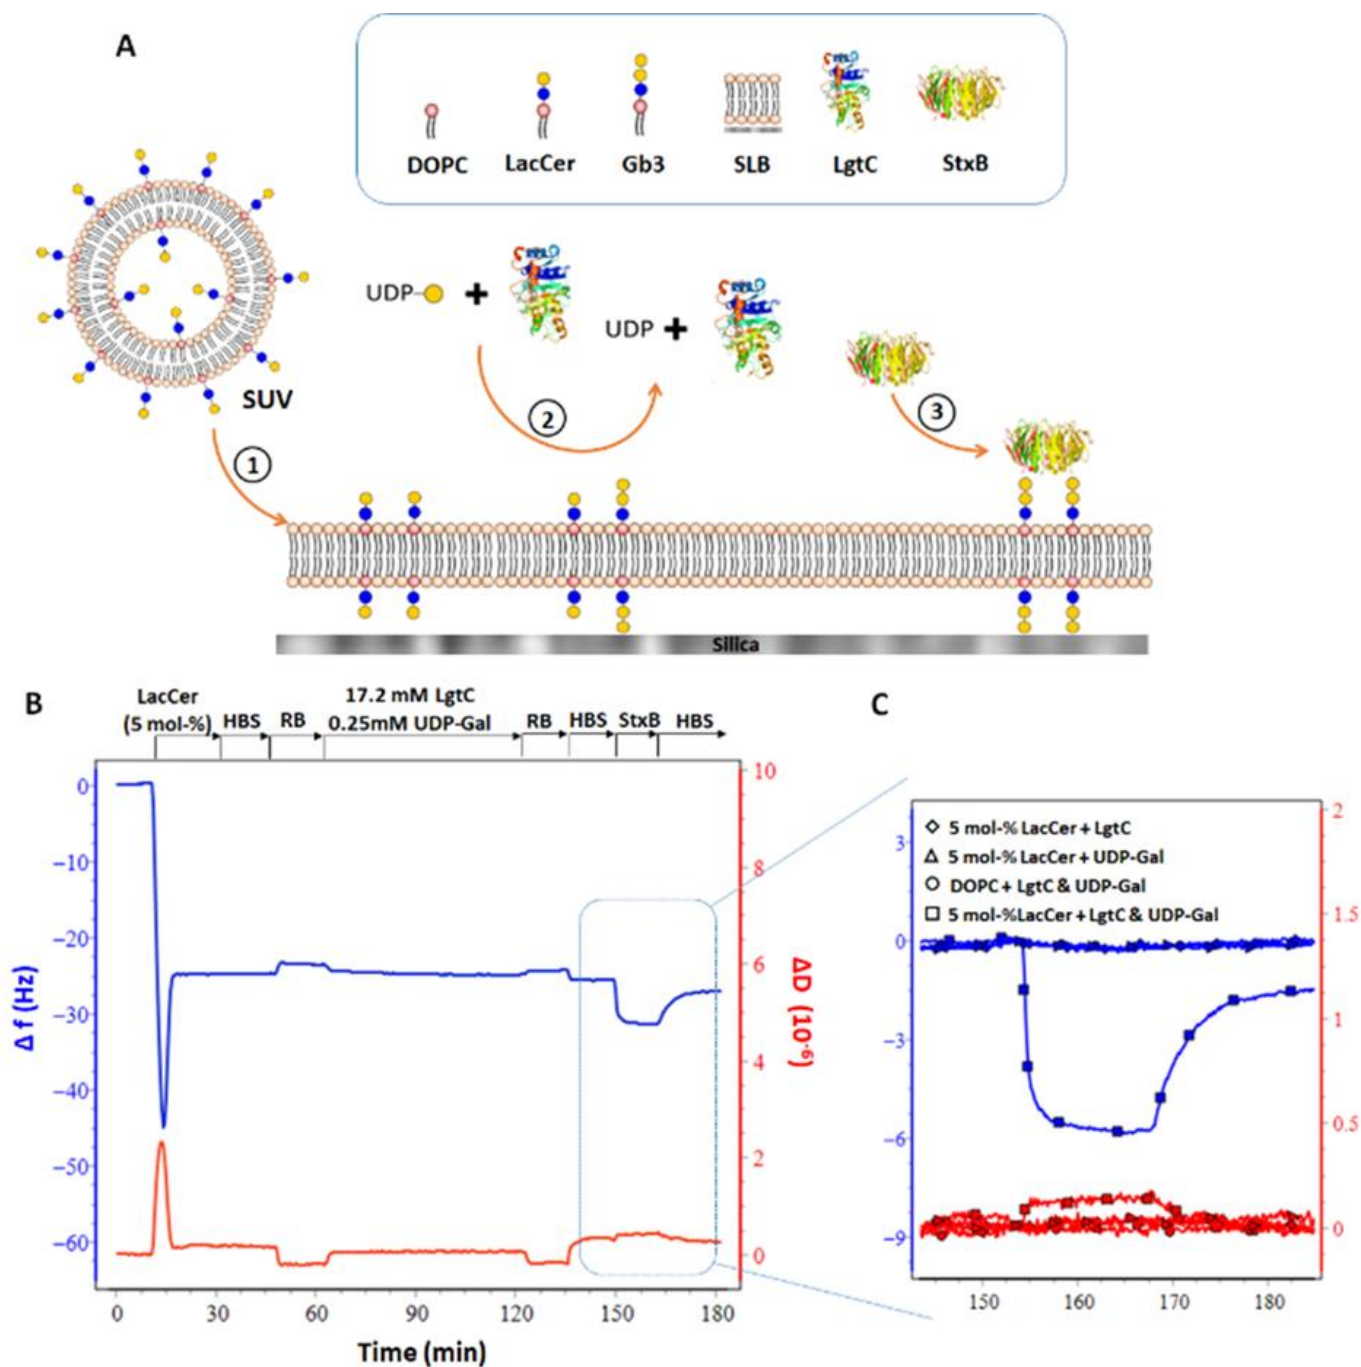 A
DOPC
LacCer
Gb3
SLB
LgtC
StxB
SUV
UDP
+
UDP +
1
2
3
Silica
B
LacCer
(5 mol-%)
HBS
RB
17.2 mM LgtC
0.25mM UDP-Gal
RB
HBS
StxB
HBS
0
−10
−20
−30
−40
−50
−60
Δ f (Hz)
10
8
6
4
2
0
ΔD (10⁻⁶)
0
30
60
90
120
150
180
Time (min)
C
5 mol-% LacCer + LgtC
5 mol-% LacCer + UDP-Gal
DOPC + LgtC & UDP-Gal
5 mol-%LacCer + LgtC & UDP-Gal
3
0
−3
−6
−9
2
1.5
1
0.5
0
150
160
170
180